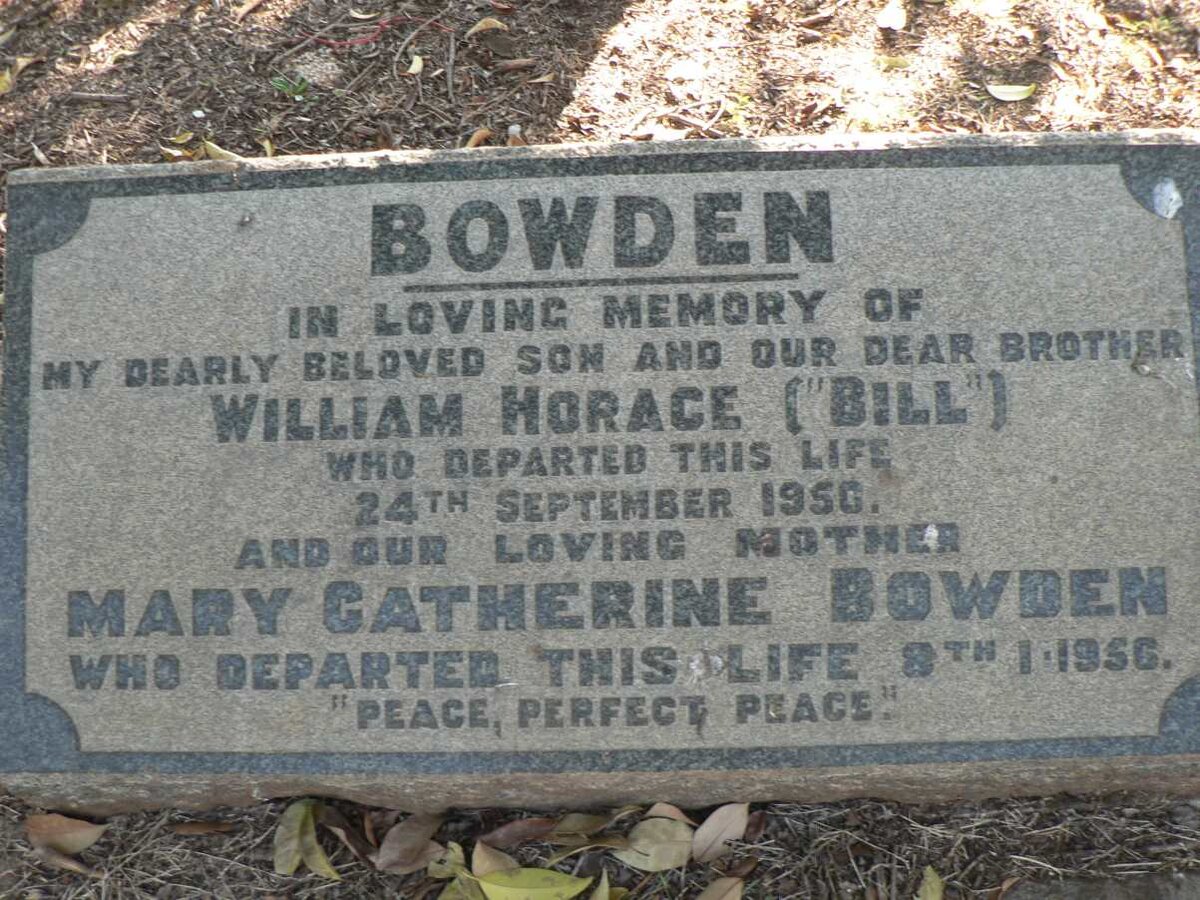 BOWDEN
IN LOVING MEMORY OF
MY DEARLY BELOVED SON AND OUR DEAR BROTHER
WILLIAM HORACE ("BILL")
WHO DEPARTED THIS LIFE
24TH SEPTEMBER 1950.
AND OUR LOVING MOTHER
MARY CATHERINE BOWDEN
WHO DEPARTED THIS LIFE 8TH 1·1956.
"PEACE, PERFECT PEACE."